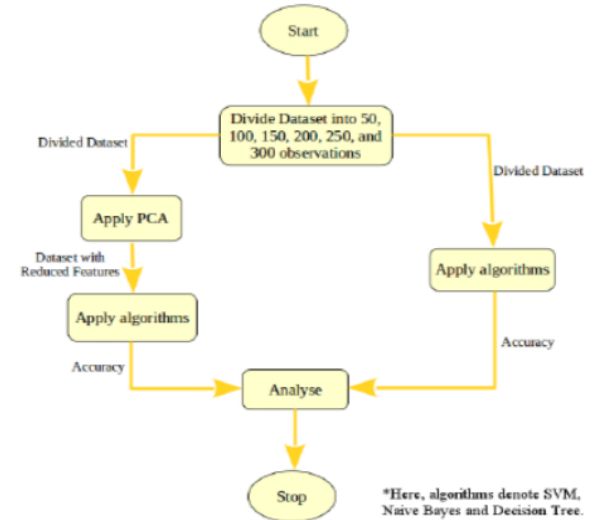 Start
Divide Dataset into 50,
100, 150, 200, 250, and
300 observations
Divided Dataset
Divided Dataset
Apply PCA
Dataset with
Reduced Features
Apply algorithms
Apply algorithms
Accuracy
Accuracy
Analyse
Stop
*Here, algorithms denote SVM,
Naive Bayes and Decision Tree.